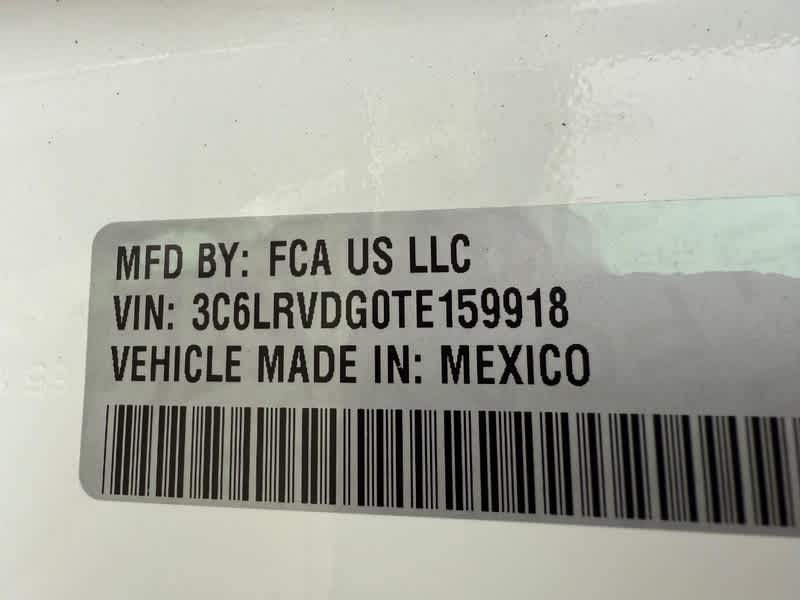 MFD BY: FCA US LLC
VIN: 3C6LRVDG0TE159918
VEHICLE MADE IN: MEXICO